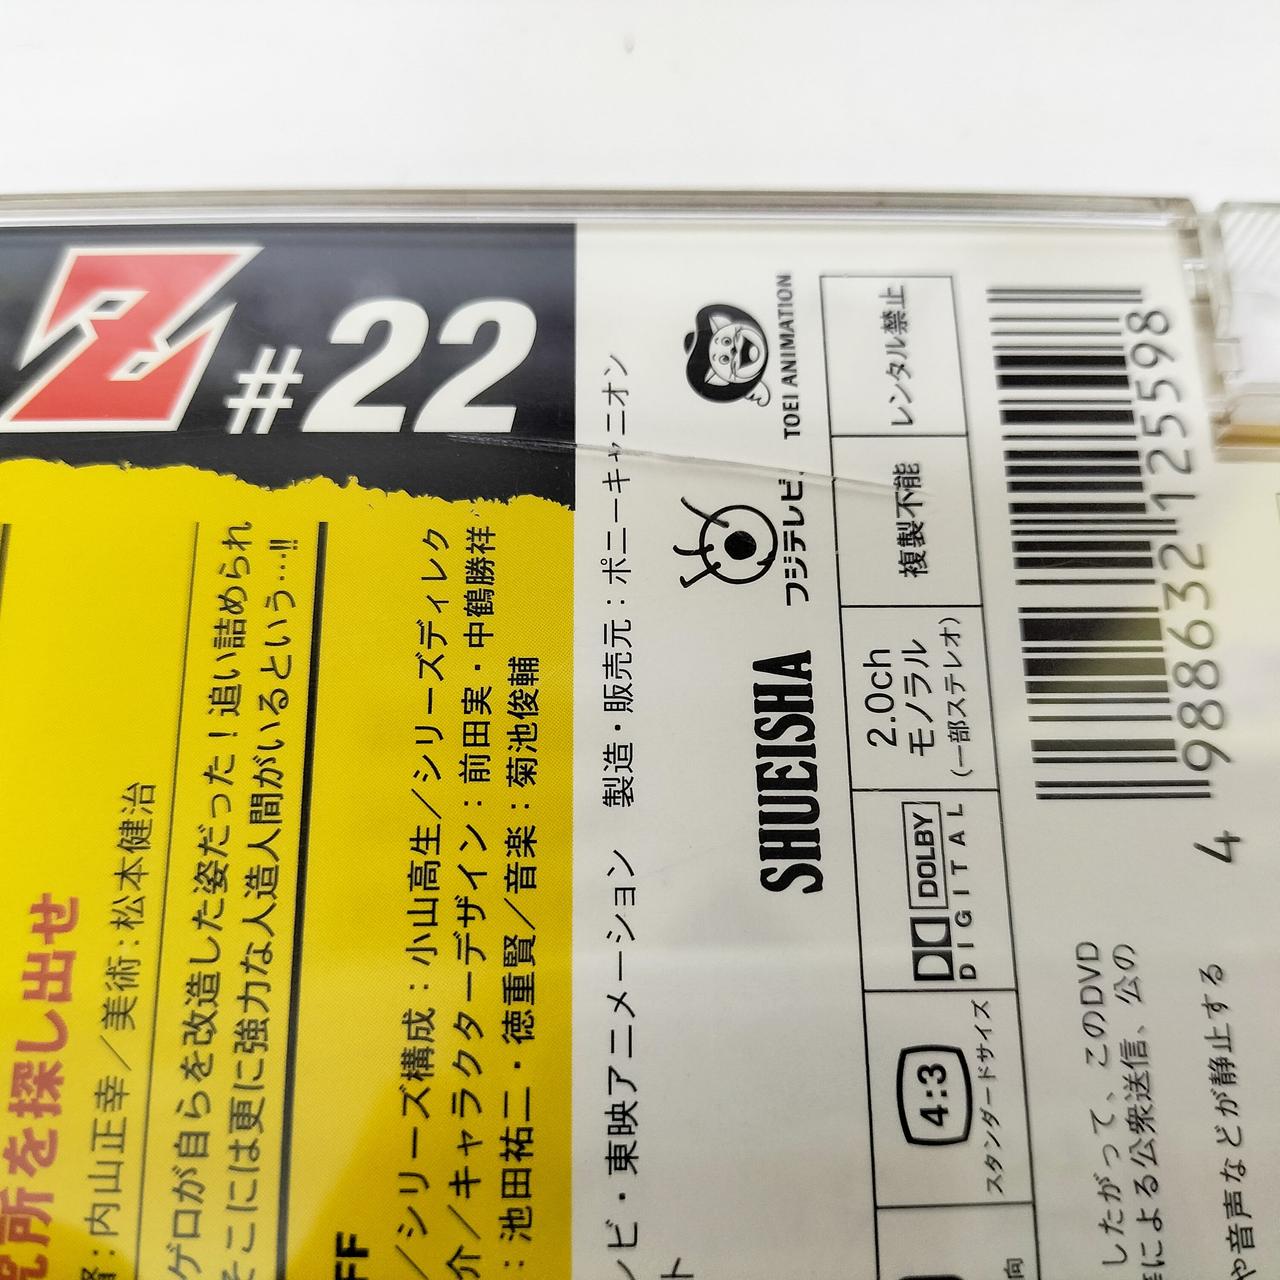 Z #22
究所を探し出せ
督：内山正幸／美術：松本健治
ゲロが自らを改造した姿だった！追い詰められ
そこには更に強力な人造人間がいるという…!!
FF
／シリーズ構成：小山高生／シリーズディレク
介／キャラクターデザイン：前田実・中鶴勝祥
：池田祐二・徳重賢／音楽：菊池俊輔
レビ・東映アニメーション 製造・販売元：ポニーキャニオン
ト
SHUEISHA
フジテレビ
TOEI ANIMATION
4:3
スタンダードサイズ
DOLBY
DIGITAL
2.0ch
モノラル
(一部ステレオ)
複製不能
レンタル禁止
向
4 988632 125598
したがって、このDVD
による公衆送信、公の
や音声などが静止する